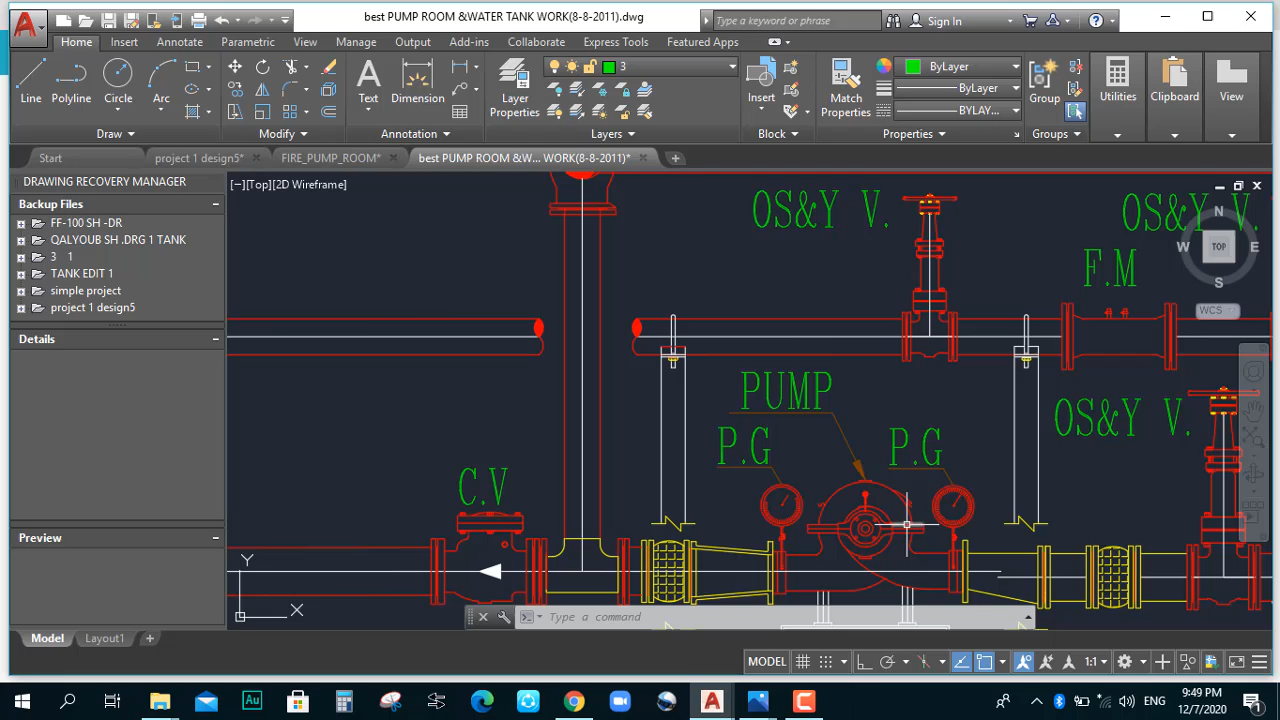 best PUMP ROOM &WATER TANK WORK(8-8-2011).dwg
Type a keyword or phrase
Sign In
Home
Insert
Annotate
Parametric
View
Manage
Output
Add-ins
Collaborate
Express Tools
Featured Apps
Line
Polyline
Circle
Arc
Text
Dimension
Layer Properties
3
Insert
Match Properties
ByLayer
ByLayer
BYLAY...
Group
Utilities
Clipboard
View
Draw
Modify
Annotation
Layers
Block
Properties
Groups
Start
project 1 design5*
FIRE_PUMP_ROOM*
best PUMP ROOM &W... WORK(8-8-2011)*
DRAWING RECOVERY MANAGER
Backup Files
FF-100 SH -DR
QALYOUB SH .DRG 1 TANK
3 1
TANK EDIT 1
simple project
project 1 design5
Details
Preview
[−][Top][2D Wireframe]
OS&Y V.
OS&Y V.
F.M
PUMP
OS&Y V.
P.G
P.G
C.V
N
W
TOP
E
S
WCS
Y
X
Type a command
Model
Layout1
MODEL
1:1
ENG
9:49 PM
12/7/2020
1